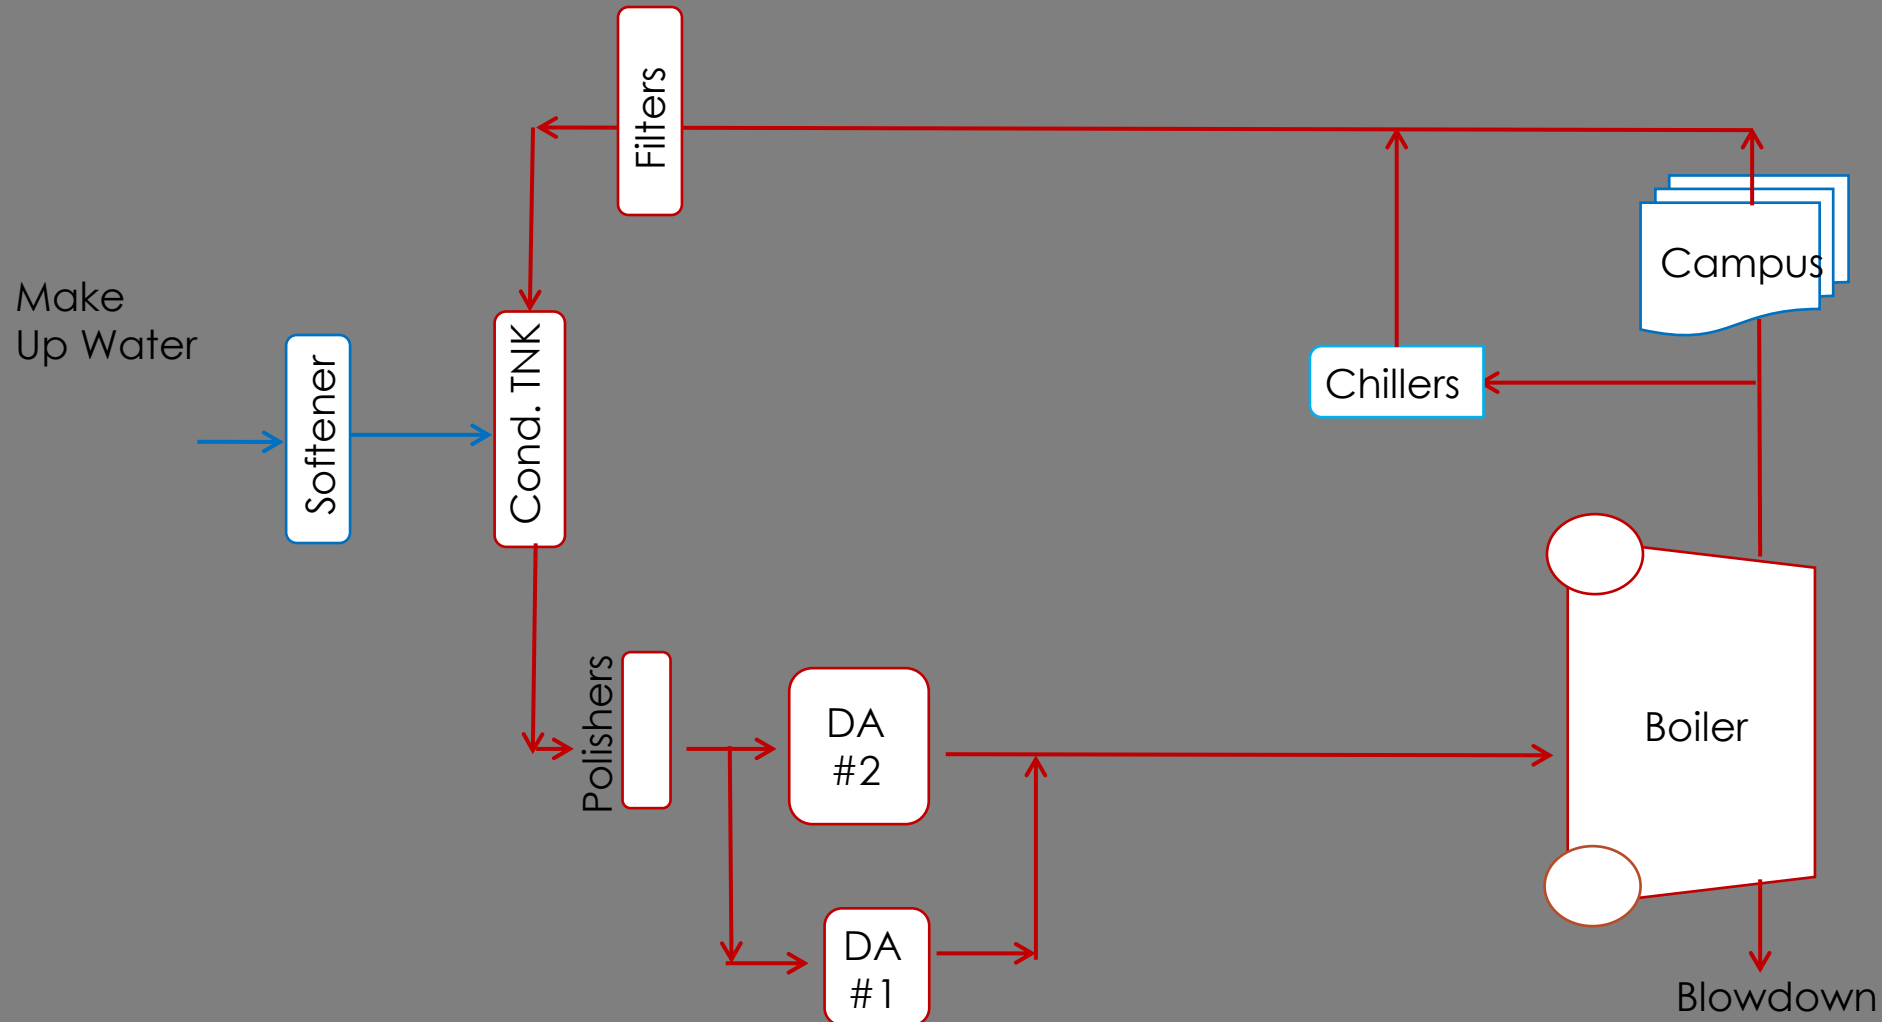 Filters
Make
Up Water
Softener
Cond. TNK
Campus
Chillers
Polishers
DA
#2
Boiler
DA
#1
Blowdown